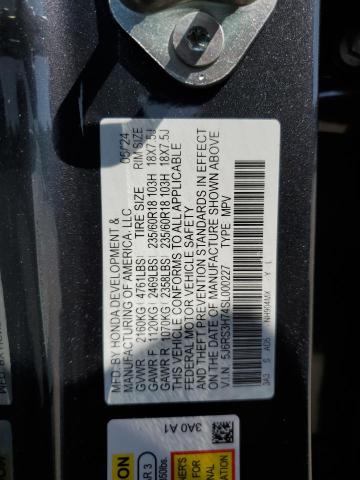 MFD. BY HONDA DEVELOPMENT &
MANUFACTURING OF AMERICA, LLC 05/24
GVWR 2160KG( 4761LBS) TIRE SIZE RIM SIZE
GAWR F 1120KG( 2469LBS) 235/60R18 103H 18X7.5J
GAWR R 1070KG( 2358LBS) 235/60R18 103H 18X7.5J
THIS VEHICLE CONFORMS TO ALL APPLICABLE
FEDERAL MOTOR VEHICLE SAFETY
AND THEFT PREVENTION STANDARDS IN EFFECT
ON THE DATE OF MANUFACTURE SHOWN ABOVE.
V.I.N. 5J6RS3H74SL000227 TYPE MPV
3A3 S A06 NH904MX Y L
3A0 A1